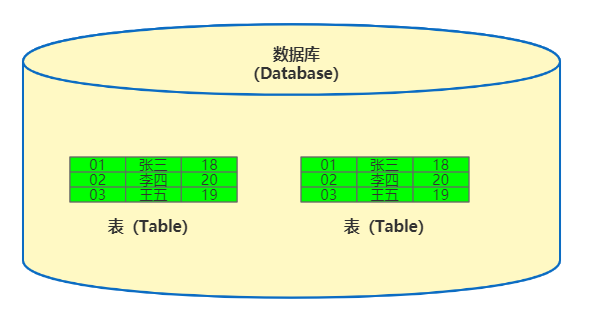 数据库
(Database)
01 张三 18 01 张三 18
02 李四 20 02 李四 20
03 王五 19 03 王五 19
表 (Table) 表 (Table)